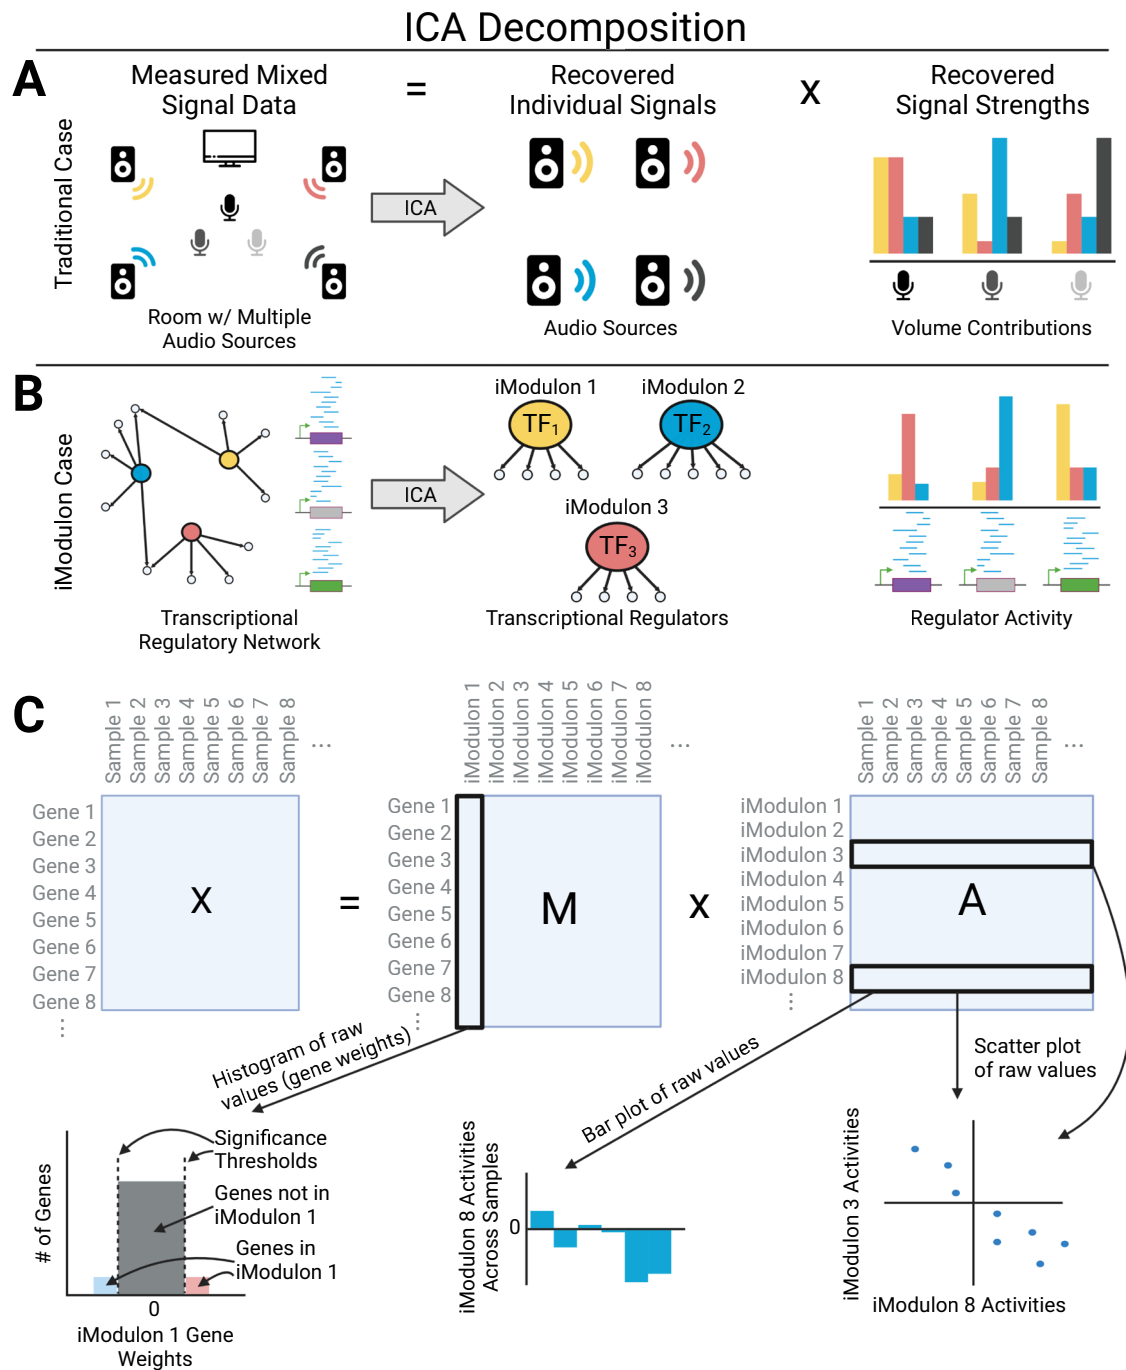 ICA Decomposition
A
Traditional Case
Measured Mixed
Signal Data
=
Recovered
Individual Signals
x
Recovered
Signal Strengths
ICA
Room w/ Multiple
Audio Sources
Audio Sources
Volume Contributions
B
iModulon Case
ICA
iModulon 1
TF1
iModulon 2
TF2
iModulon 3
TF3
Transcriptional
Regulatory Network
Transcriptional Regulators
Regulator Activity
C
Sample 1
Sample 2
Sample 3
Sample 4
Sample 5
Sample 6
Sample 7
Sample 8
...
Gene 1
Gene 2
Gene 3
Gene 4
Gene 5
Gene 6
Gene 7
Gene 8
...
X
=
iModulon 1
iModulon 2
iModulon 3
iModulon 4
iModulon 5
iModulon 6
iModulon 7
iModulon 8
...
Gene 1
Gene 2
Gene 3
Gene 4
Gene 5
Gene 6
Gene 7
Gene 8
...
M
x
Sample 1
Sample 2
Sample 3
Sample 4
Sample 5
Sample 6
Sample 7
Sample 8
...
iModulon 1
iModulon 2
iModulon 3
iModulon 4
iModulon 5
iModulon 6
iModulon 7
iModulon 8
...
A
Histogram of raw
values (gene weights)
Bar plot of raw values
Scatter plot
of raw values
# of Genes
Significance
Thresholds
Genes not in
iModulon 1
Genes in
iModulon 1
0
iModulon 1 Gene
Weights
iModulon 8 Activities
Across Samples
0
iModulon 3 Activities
iModulon 8 Activities